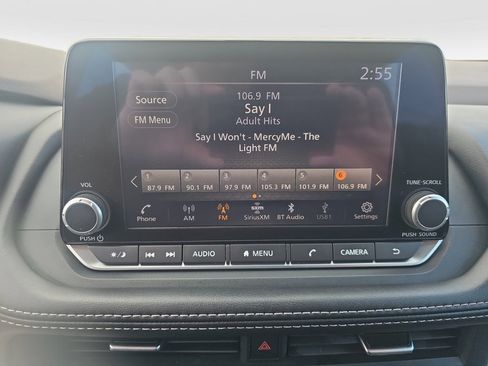 FM
2:55
Source
106.9 FM
Say I
FM Menu
Adult Hits
Say I Won't - MercyMe - The
Light FM
1 2 3 4 5 6
87.9 FM 90.1 FM 97.9 FM 105.3 FM 101.9 FM 106.9 FM
Phone AM FM SiriusXM BT Audio USB1 Settings
sxm
VOL
TUNE·SCROLL
PUSH
PUSH SOUND
AUDIO MENU CAMERA